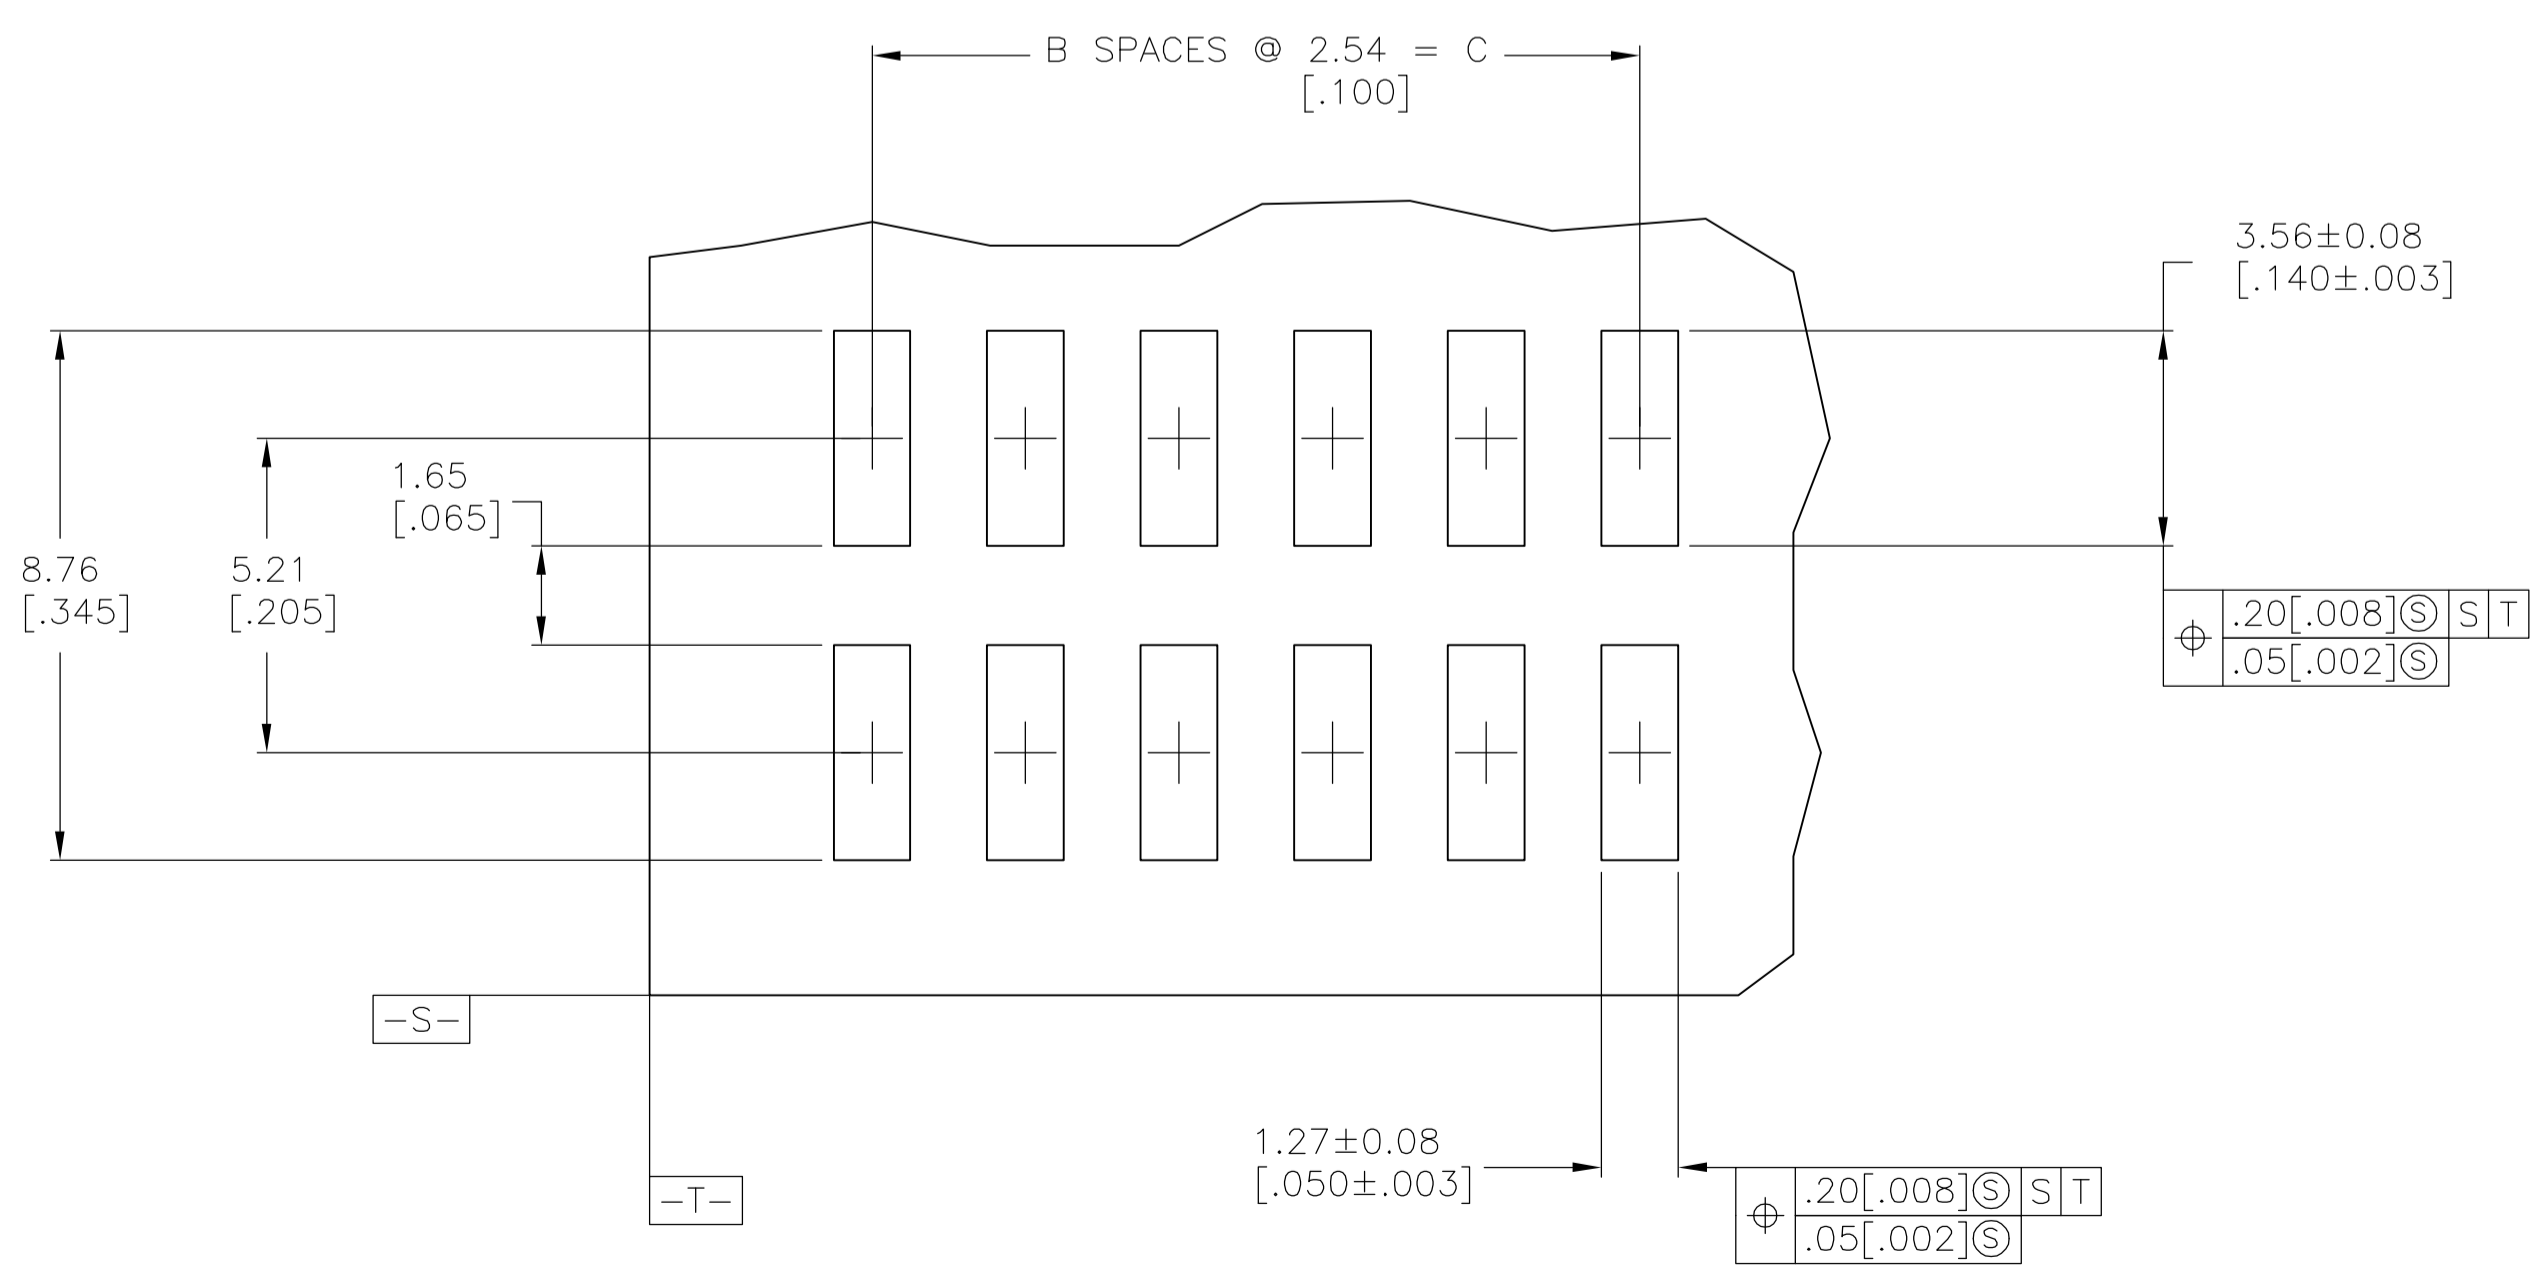 B SPACES @ 2.54 = C
[.100]
3.56±0.08
[.140±.003]
1.65
[.065]
8.76
[.345]
5.21
[.205]
⌖ .20[.008]Ⓢ S T
.05[.002]Ⓢ
-S-
1.27±0.08
[.050±.003]
-T-
⌖ .20[.008]Ⓢ S T
.05[.002]Ⓢ